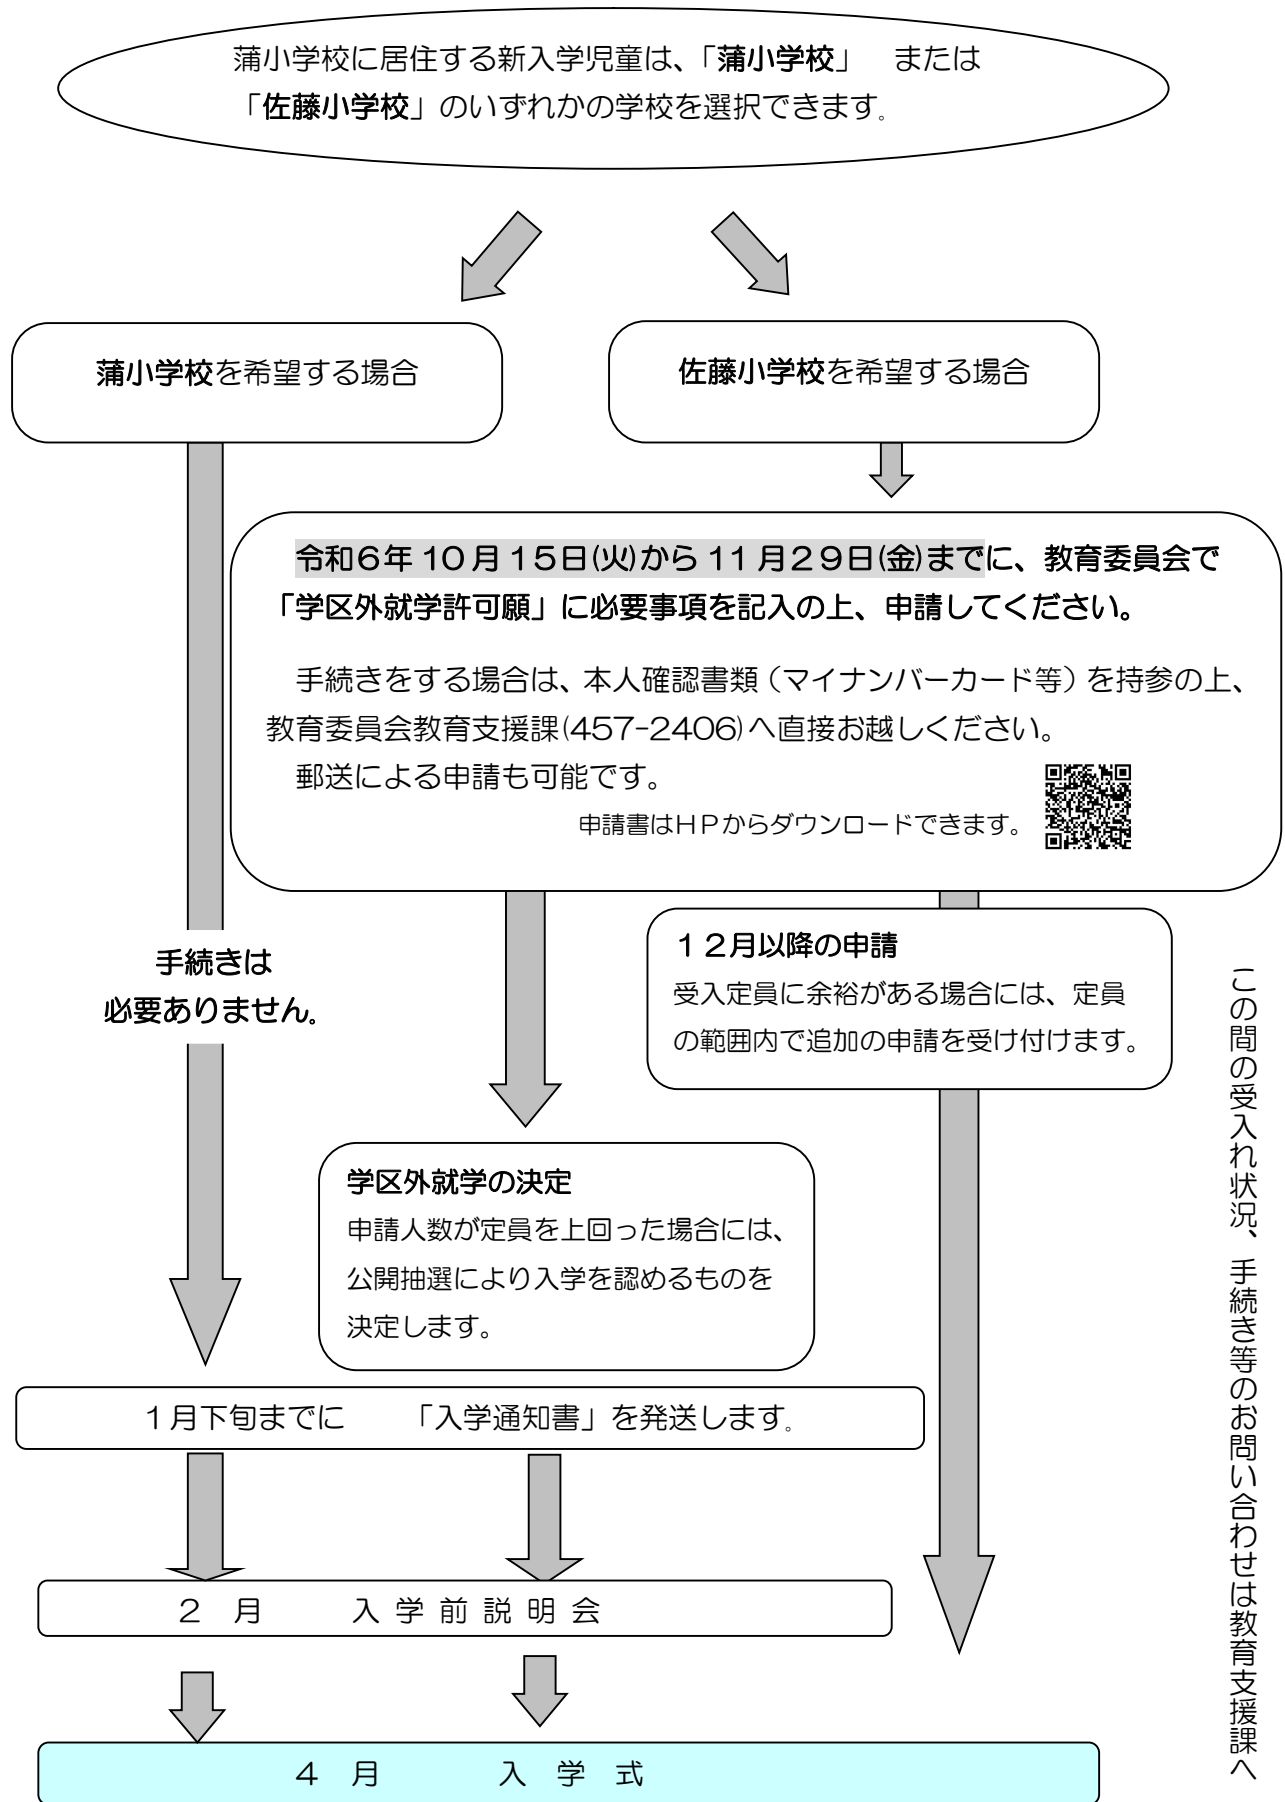 蒲小学校に居住する新入学児童は、「蒲小学校」　または
「佐藤小学校」のいずれかの学校を選択できます。
蒲小学校を希望する場合
佐藤小学校を希望する場合
令和６年 10 月 15日(火)から 11 月２９日(金)までに、教育委員会で
「学区外就学許可願」に必要事項を記入の上、申請してください。
手続きをする場合は、本人確認書類（マイナンバーカード等）を持参の上、
教育委員会教育支援課(457-2406)へ直接お越しください。
郵送による申請も可能です。
申請書はＨＰからダウンロードできます。
手続きは
必要ありません。
１２月以降の申請
受入定員に余裕がある場合には、定員
の範囲内で追加の申請を受け付けます。
学区外就学の決定
申請人数が定員を上回った場合には、
公開抽選により入学を認めるものを
決定します。
１月下旬までに　　「入学通知書」を発送します。
２　月　　　入 学 前 説 明 会
４　月　　　　入　学　式
この間の受入れ状況、手続き等のお問い合わせは教育支援課へ